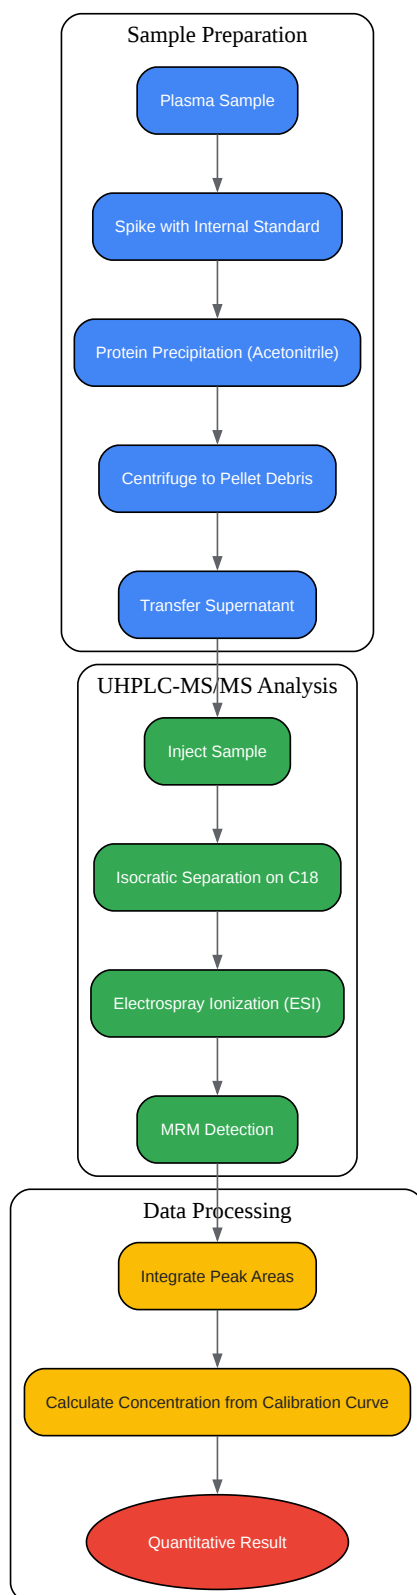 Sample Preparation
Plasma Sample
Spike with Internal Standard
Protein Precipitation (Acetonitrile)
Centrifuge to Pellet Debris
Transfer Supernatant
UHPLC-MS/MS Analysis
Inject Sample
Isocratic Separation on C18
Electrospray Ionization (ESI)
MRM Detection
Data Processing
Integrate Peak Areas
Calculate Concentration from Calibration Curve
Quantitative Result